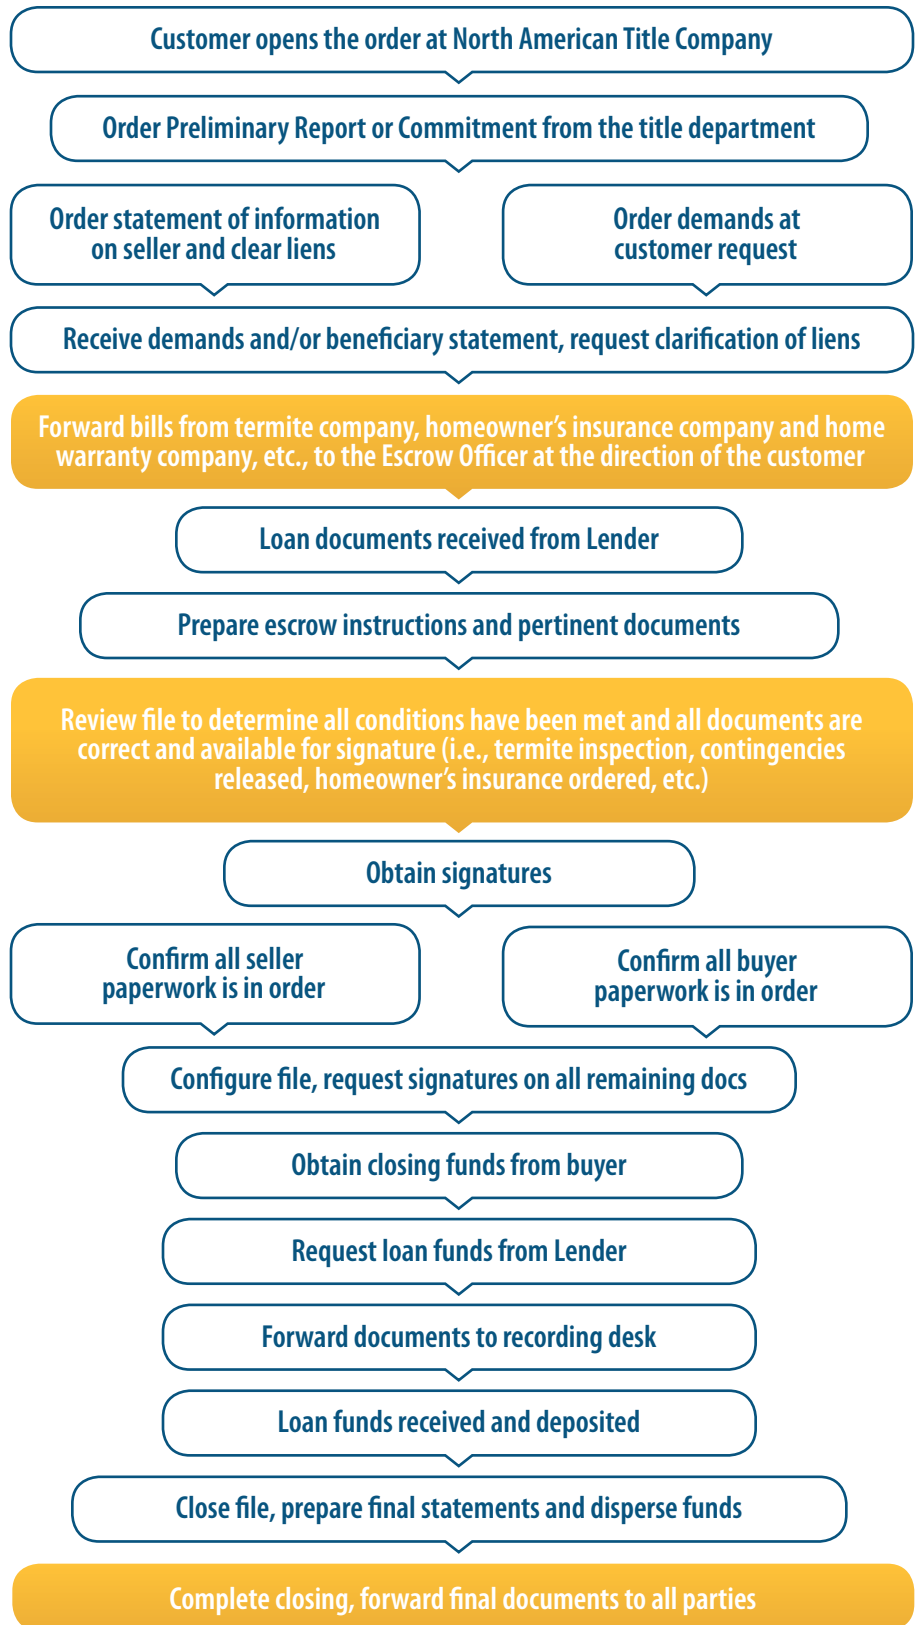 Customer opens the order at North American Title Company
Order Preliminary Report or Commitment from the title department
Order statement of information
on seller and clear liens
Order demands at
customer request
Receive demands and/or beneficiary statement, request clarification of liens
Forward bills from termite company, homeowner’s insurance company and home
warranty company, etc., to the Escrow Officer at the direction of the customer
Loan documents received from Lender
Prepare escrow instructions and pertinent documents
Review file to determine all conditions have been met and all documents are
correct and available for signature (i.e., termite inspection, contingencies
released, homeowner’s insurance ordered, etc.)
Obtain signatures
Confirm all seller
paperwork is in order
Confirm all buyer
paperwork is in order
Configure file, request signatures on all remaining docs
Obtain closing funds from buyer
Request loan funds from Lender
Forward documents to recording desk
Loan funds received and deposited
Close file, prepare final statements and disperse funds
Complete closing, forward final documents to all parties